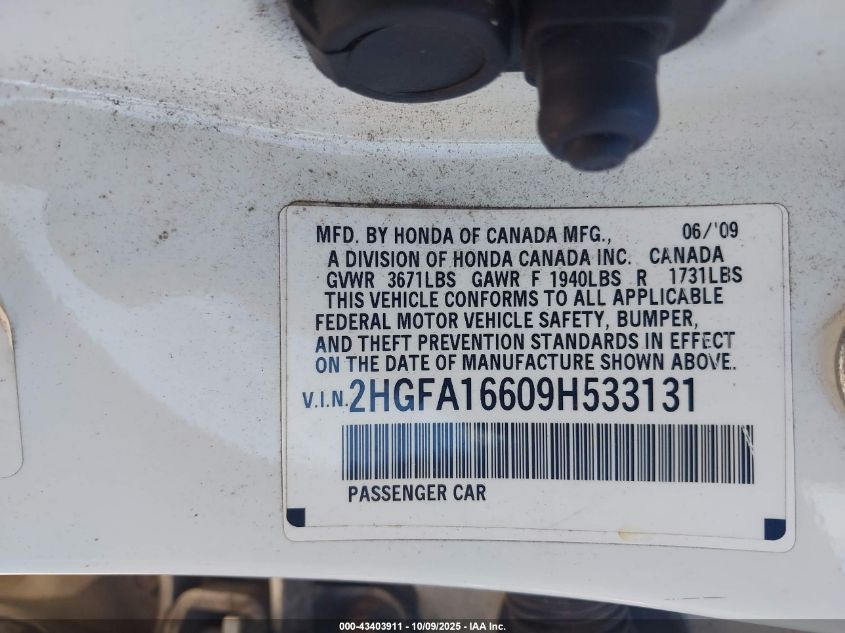 MFD. BY HONDA OF CANADA MFG., 06/'09
A DIVISION OF HONDA CANADA INC. CANADA
GVWR 3671LBS GAWR F 1940LBS R 1731LBS
THIS VEHICLE CONFORMS TO ALL APPLICABLE
FEDERAL MOTOR VEHICLE SAFETY, BUMPER,
AND THEFT PREVENTION STANDARDS IN EFFECT
ON THE DATE OF MANUFACTURE SHOWN ABOVE.
V.I.N. 2HGFA16609H533131
PASSENGER CAR
000-43403911 - 10/09/2025 - IAA Inc.